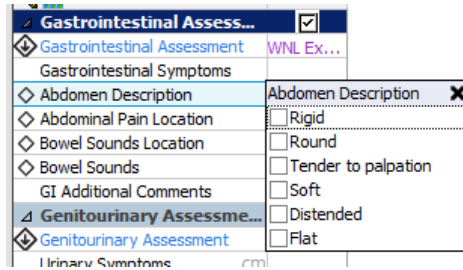 Gastrointestinal Assess...
Gastrointestinal Assessment WNL Ex...
Gastrointestinal Symptoms
Abdomen Description
Abdominal Pain Location
Bowel Sounds Location
Bowel Sounds
GI Additional Comments
Genitourinary Assessme...
Genitourinary Assessment
Urinary Symptoms cm
Abdomen Description
Rigid
Round
Tender to palpation
Soft
Distended
Flat